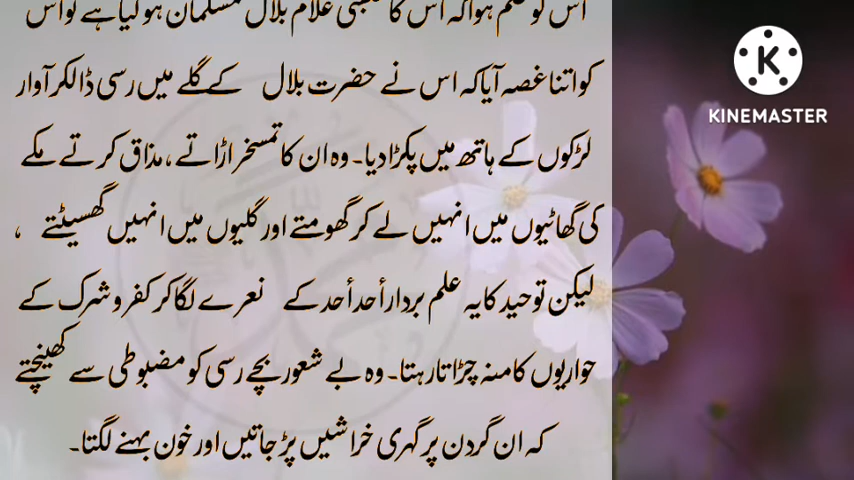 اس کو علم ہوا کہ اس کا حبشی غلام بلال مسلمان ہو گیا ہے تو اس
کو اتنا غصہ آیا کہ اس نے حضرت بلال کے گلے میں رسی ڈالکر آوار
لڑکوں کے ہاتھ میں پکڑا دیا۔ وہ ان کا تمسخر اڑاتے ، مذاق کرتے مکے
کی گھاٹیوں میں انہیں لے کر گھومتے اور گلیوں میں انہیں گھسیٹتے ،
لیکن توحید کا یہ علم بردار أحد أحد کے نعرے لگا کر کفر و شرک کے
حواریوں کا منہ چڑاتا رہتا۔ وہ بے شعور بچے رسی کو مضبوطی سے کھینچتے
کہ ان گردن پر گہری خراشیں پڑ جاتیں اور خون بہنے لگتا۔
K
KINEMASTER